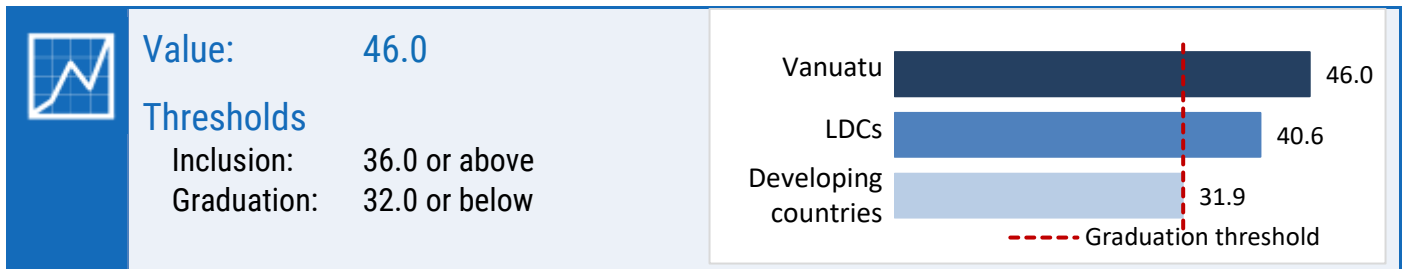 Value: 46.0
Thresholds
Inclusion: 36.0 or above
Graduation: 32.0 or below
Vanuatu 46.0
LDCs 40.6
Developing
countries 31.9
Graduation threshold